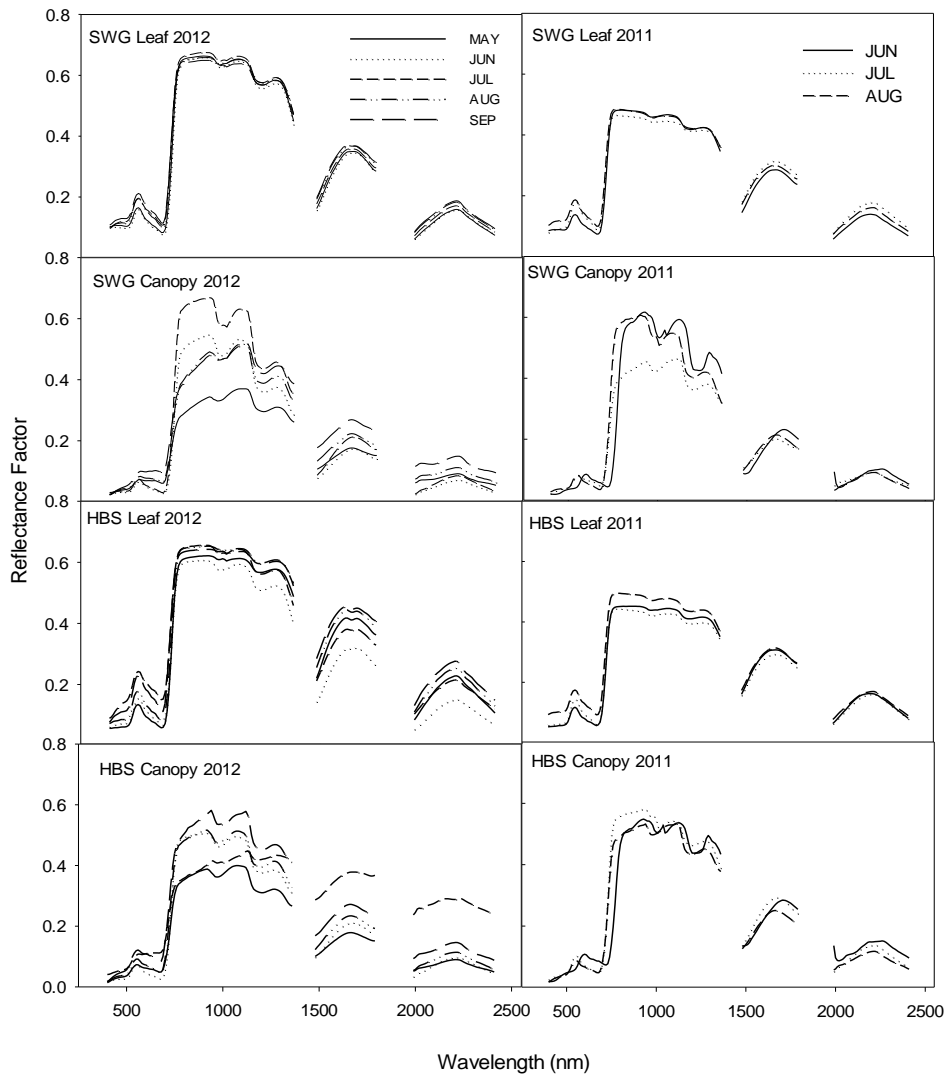 0.8
SWG Leaf 2012
MAY
JUN
JUL
AUG
SEP
0.6
0.4
0.2
SWG Leaf 2011
JUN
JUL
AUG
0.8
SWG Canopy 2012
0.6
0.4
0.2
SWG Canopy 2011
0.8
HBS Leaf 2012
0.6
0.4
0.2
HBS Leaf 2011
0.8
HBS Canopy 2012
0.6
0.4
0.2
0.0
HBS Canopy 2011
500 1000 1500 2000 500 1000 1500 2000 2500
Reflectance Factor
Wavelength (nm)